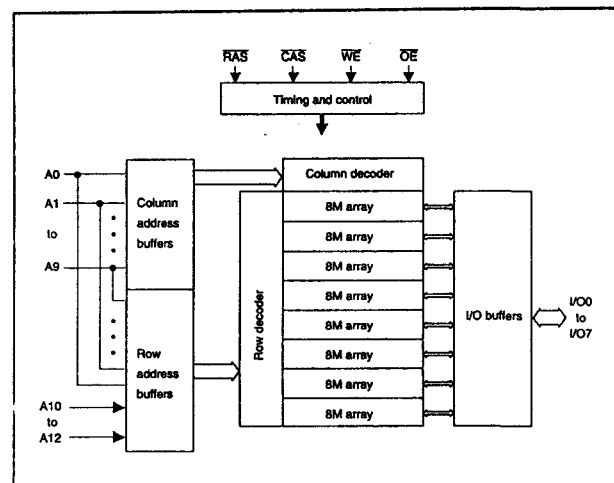 RAS CAS WE OE
Timing and control
A0
A1
to
A9
Column
address
buffers
Row
address
buffers
A10
to
A12
Column decoder
Row decoder
8M array
8M array
8M array
8M array
8M array
8M array
8M array
8M array
I/O buffers
I/O0
to
I/O7